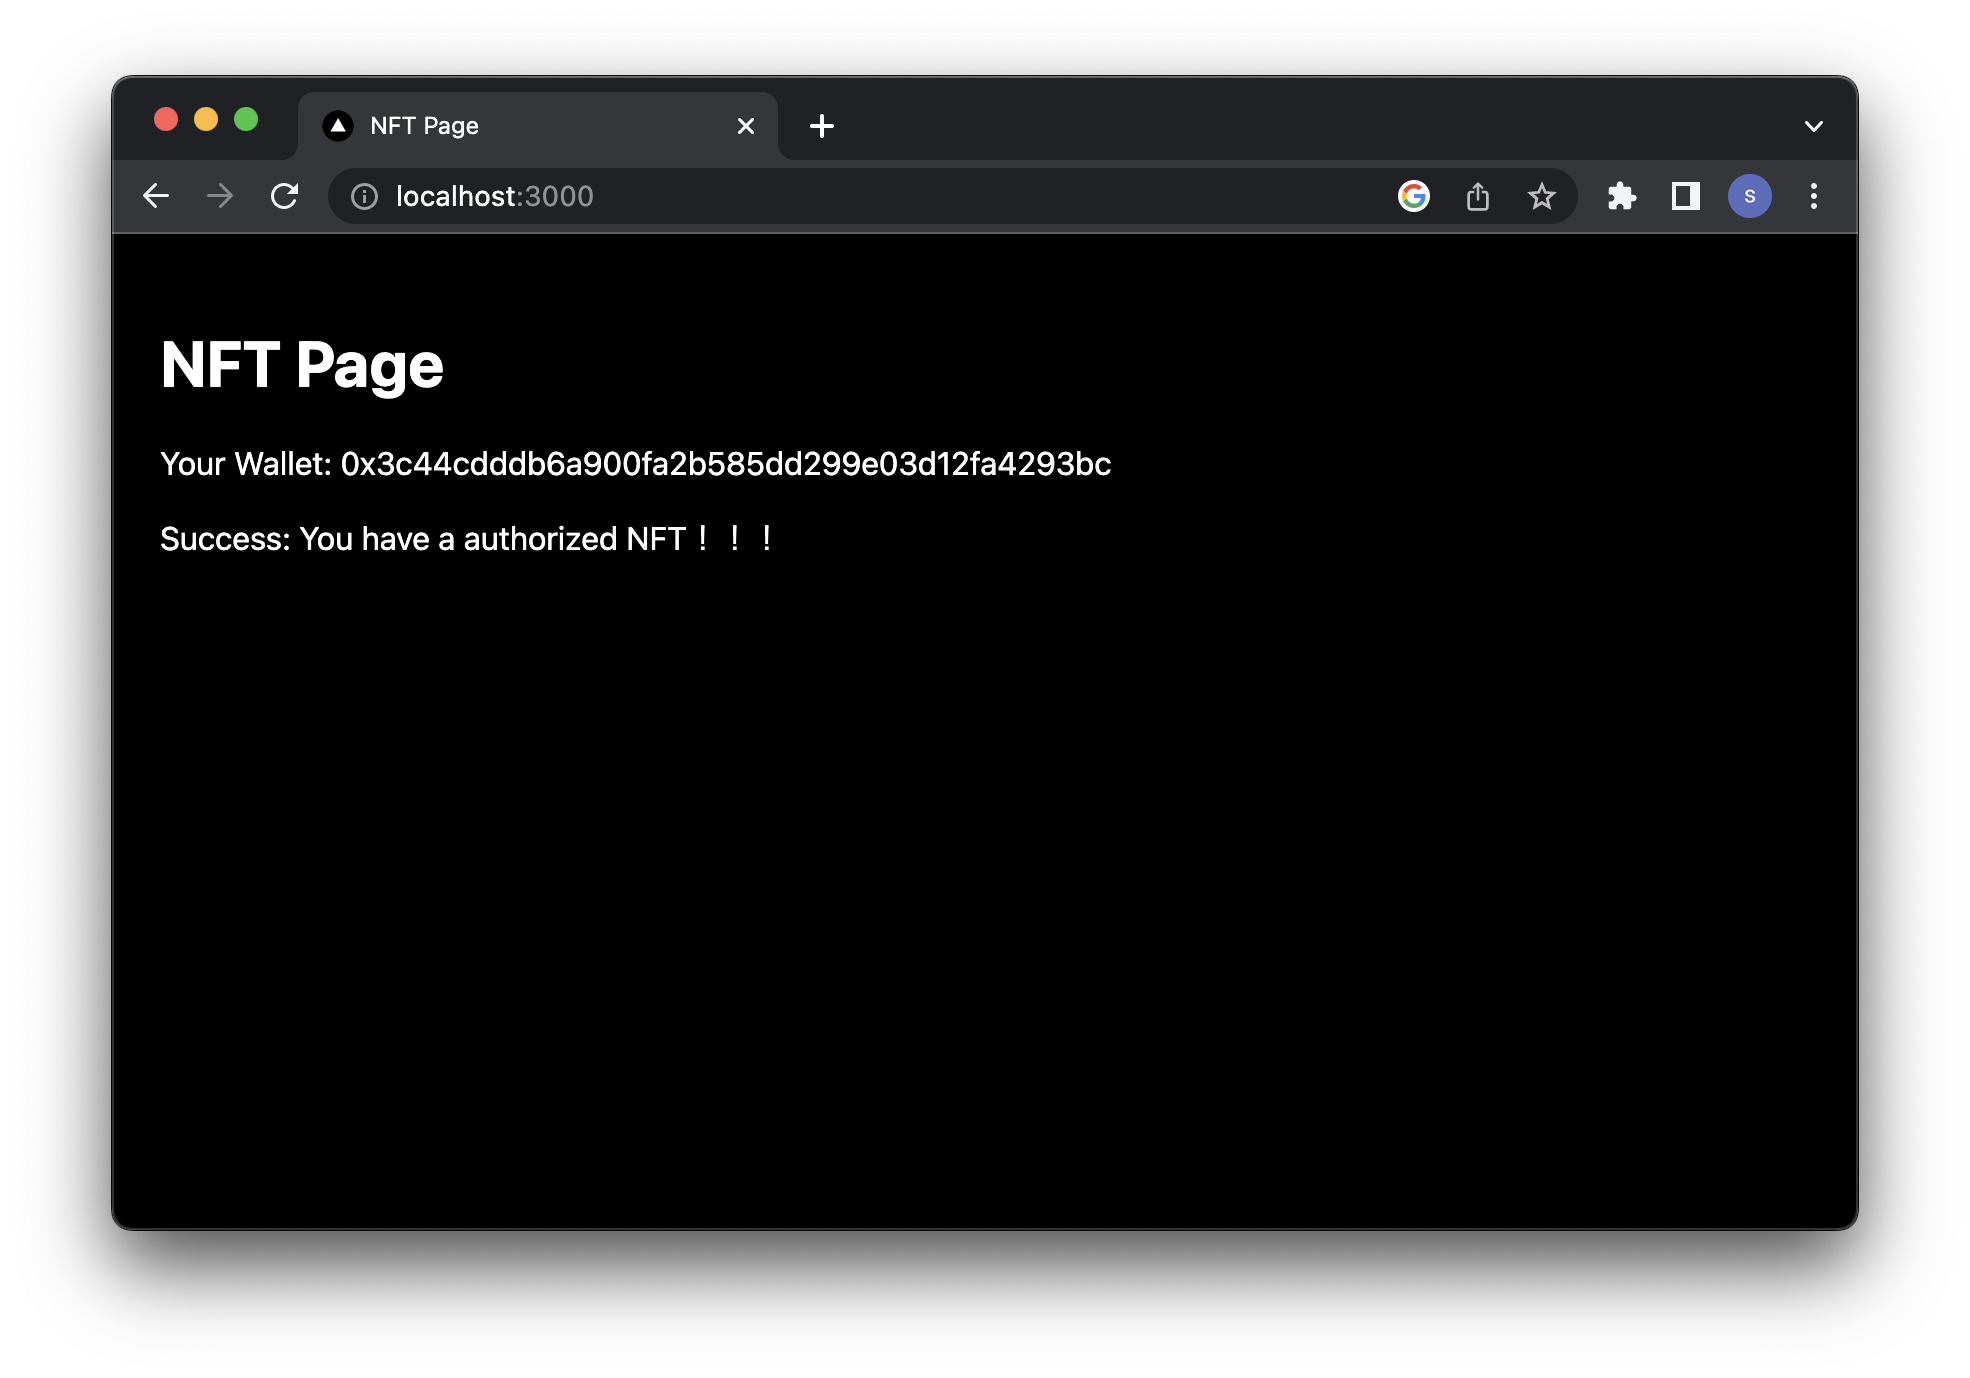 NFT Page
localhost:3000
S
NFT Page
Your Wallet: 0x3c44cdddb6a900fa2b585dd299e03d12fa4293bc
Success: You have a authorized NFT！！！